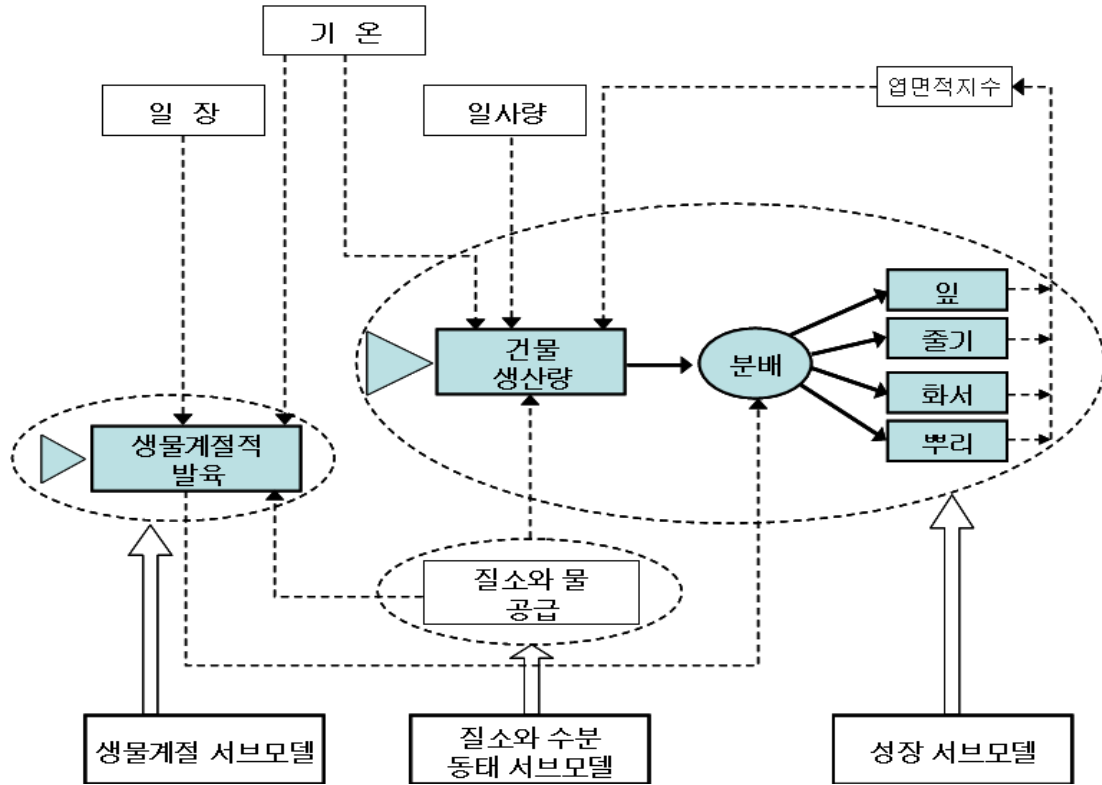 기 온
일 장
일사량
엽면적지수
건물
생산량
분배
잎
줄기
화서
뿌리
생물계절적
발육
질소와 물
공급
생물계절 서브모델
질소와 수분
동태 서브모델
성장 서브모델